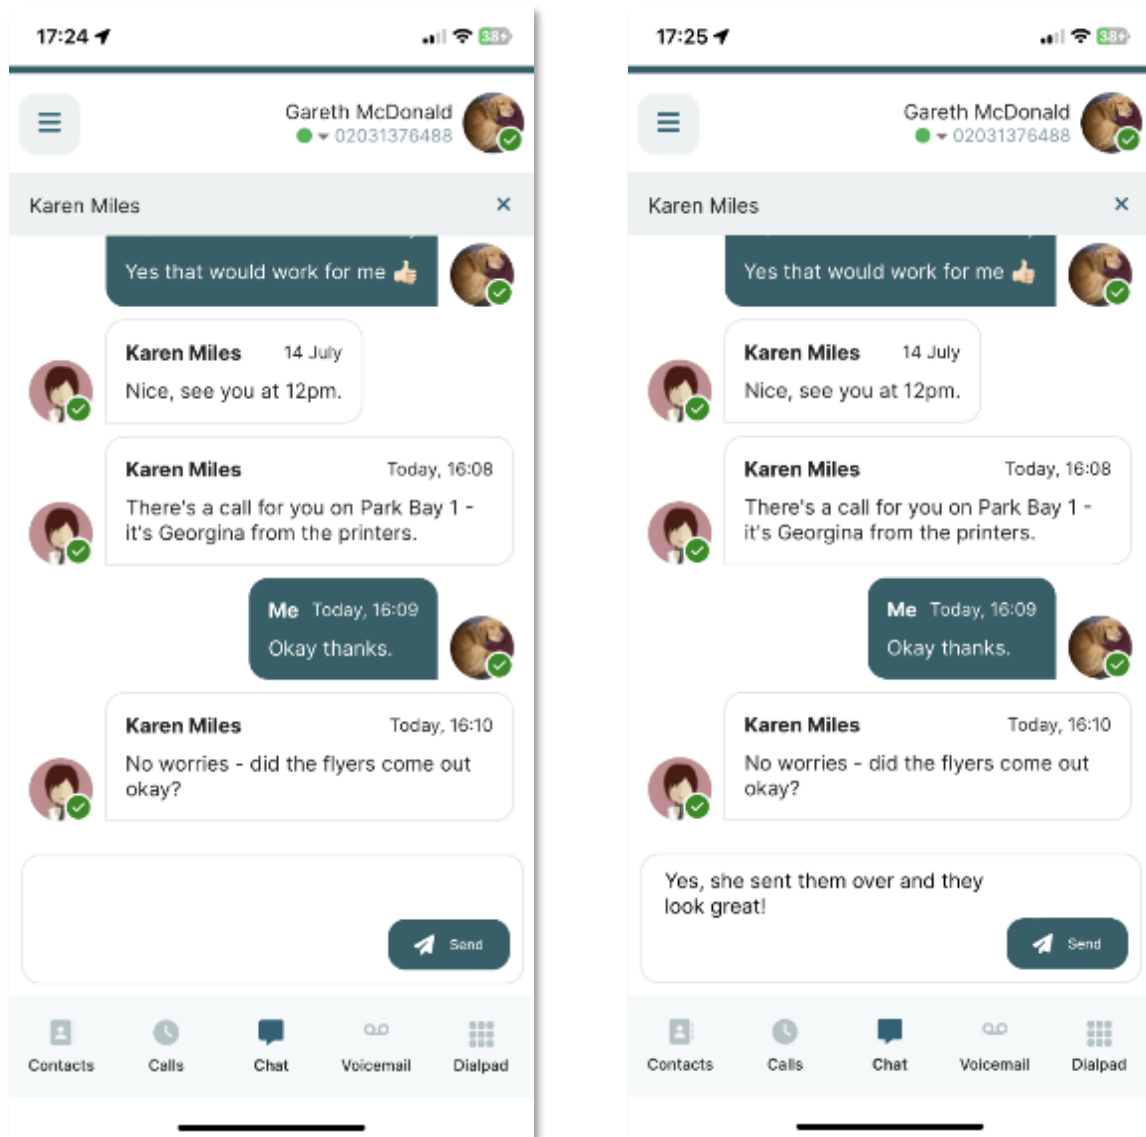 17:24
38
Gareth McDonald
02031376488
Karen Miles
Yes that would work for me 👍🏻
Karen Miles 14 July
Nice, see you at 12pm.
Karen Miles Today, 16:08
There's a call for you on Park Bay 1 -
it's Georgina from the printers.
Me Today, 16:09
Okay thanks.
Karen Miles Today, 16:10
No worries - did the flyers come out
okay?
Send
Contacts Calls Chat Voicemail Dialpad
17:25
38
Gareth McDonald
02031376488
Karen Miles
Yes that would work for me 👍🏻
Karen Miles 14 July
Nice, see you at 12pm.
Karen Miles Today, 16:08
There's a call for you on Park Bay 1 -
it's Georgina from the printers.
Me Today, 16:09
Okay thanks.
Karen Miles Today, 16:10
No worries - did the flyers come out
okay?
Yes, she sent them over and they
look great!
Send
Contacts Calls Chat Voicemail Dialpad